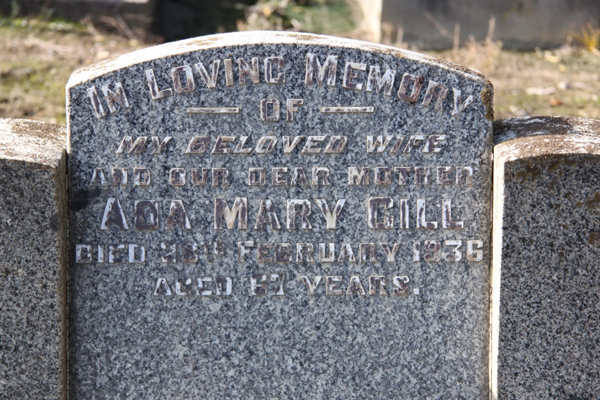 IN LOVING MEMORY
OF
MY BELOVED WIFE
AND OUR DEAR MOTHER
ADA MARY GILL
DIED FEBRUARY 1936
AGED YEARS.